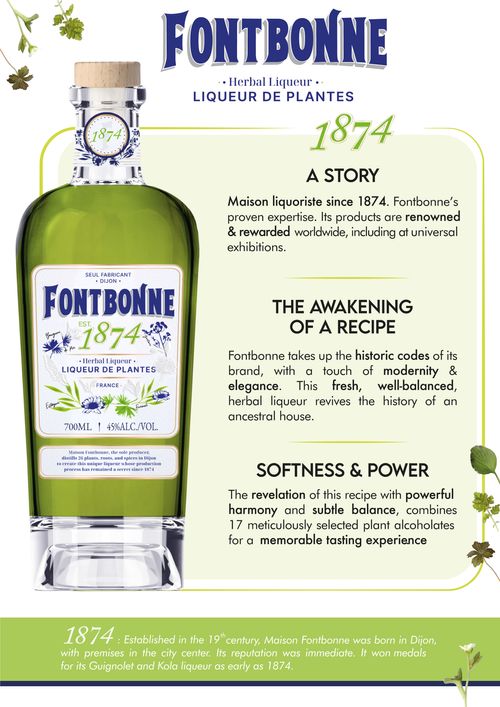 FONTBONNE
• Herbal Liqueur •
LIQUEUR DE PLANTES
1874
A STORY
Maison liquoriste since 1874. Fontbonne's
proven expertise. Its products are renowned
& rewarded worldwide, including at universal
exhibitions.
THE AWAKENING
OF A RECIPE
Fontbonne takes up the historic codes of its
brand, with a touch of modernity &
elegance. This fresh, well-balanced,
herbal liqueur revives the history of an
ancestral house.
SOFTNESS & POWER
The revelation of this recipe with powerful
harmony and subtle balance, combines
17 meticulously selected plant alcoholates
for a memorable tasting experience
1874
SEUL FABRICANT
• DIJON •
FONTBONNE
EST.
1874
• Herbal Liqueur •
LIQUEUR DE PLANTES
• FRANCE •
700ML | 45%ALC./VOL.
Maison Fontbonne, the sole producer,
distills 24 plants, roots, and spices in Dijon
to create this unique liqueur whose production
process has remained a secret since 1874
1874 : Established in the 19th century, Maison Fontbonne was born in Dijon,
with premises in the city center. Its reputation was immediate. It won medals
for its Guignolet and Kola liqueur as early as 1874.